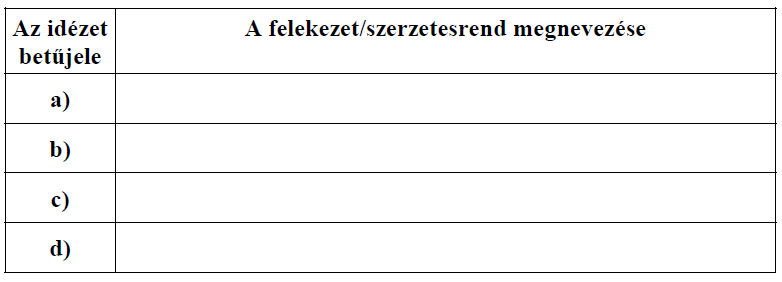 Az idézet betűjele
A felekezet/szerzetesrend megnevezése
a)
b)
c)
d)